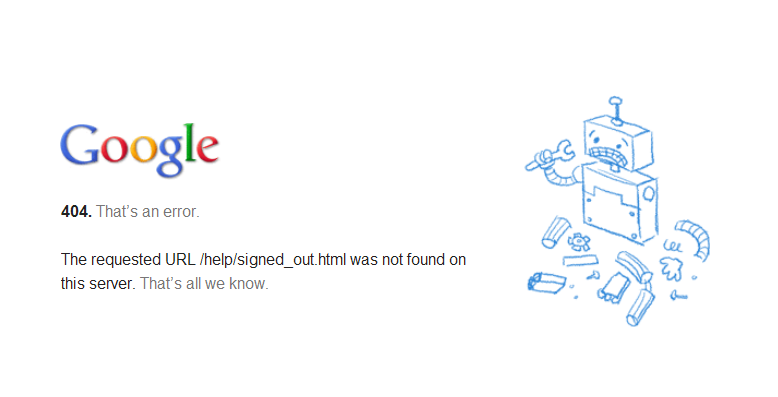 Google
404. That's an error.
The requested URL /help/signed_out.html was not found on
this server. That's all we know.